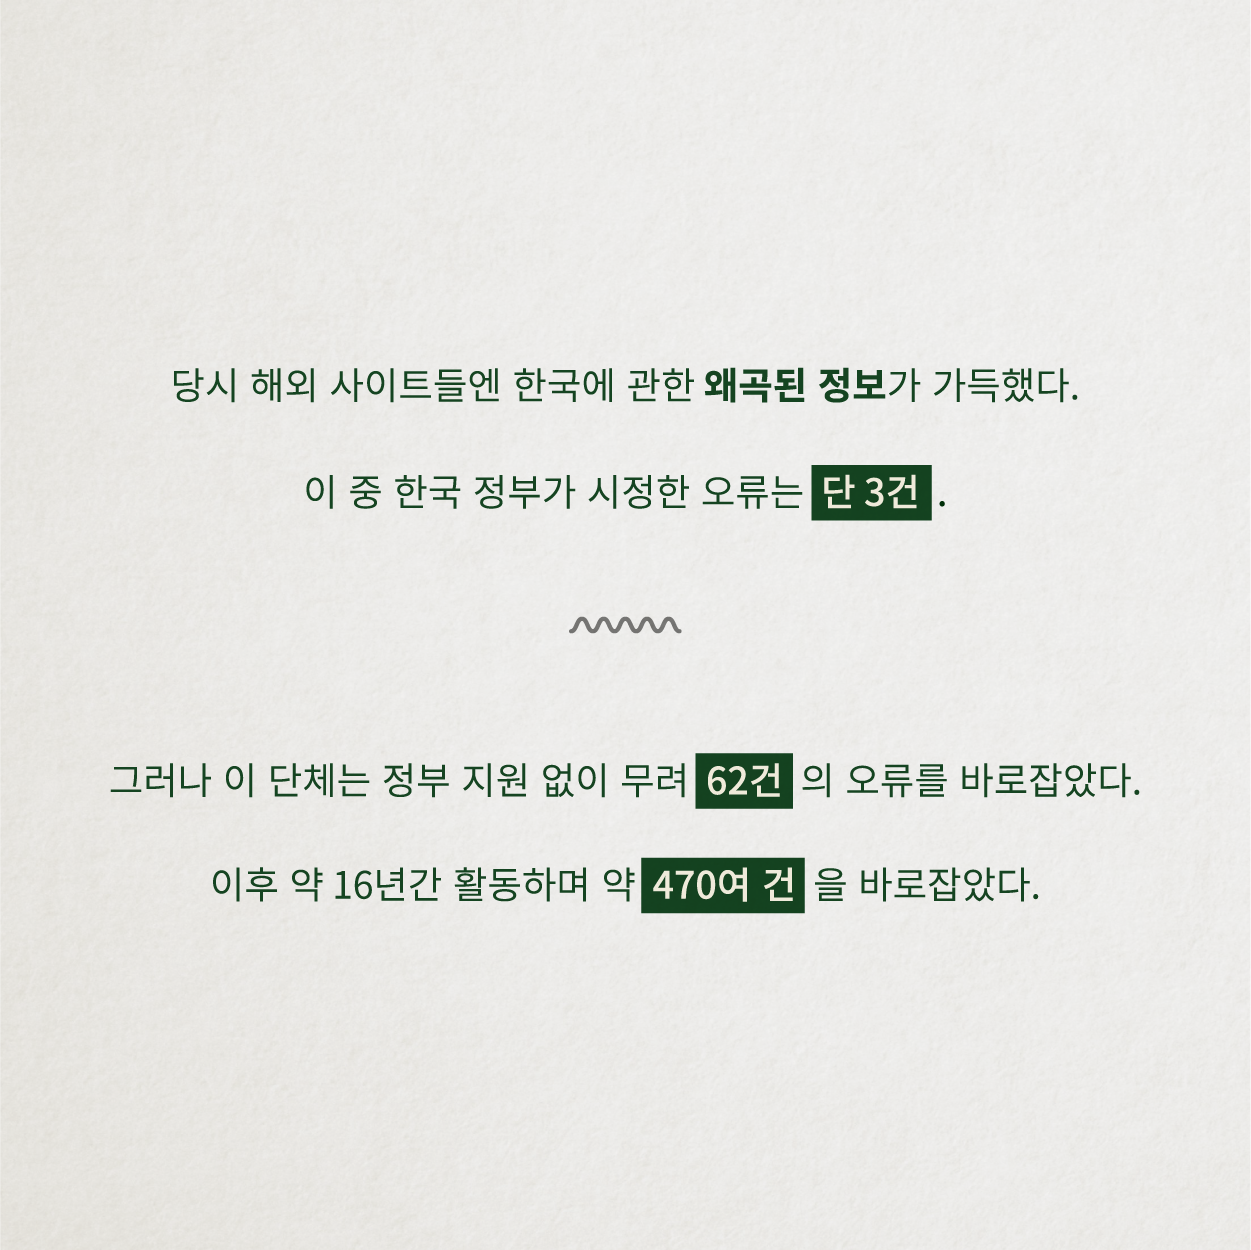 당시 해외 사이트들엔 한국에 관한 왜곡된 정보가 가득했다.
이 중 한국 정부가 시정한 오류는 단 3건 .
그러나 이 단체는 정부 지원 없이 무려 62건 의 오류를 바로잡았다.
이후 약 16년간 활동하며 약 470여 건 을 바로잡았다.